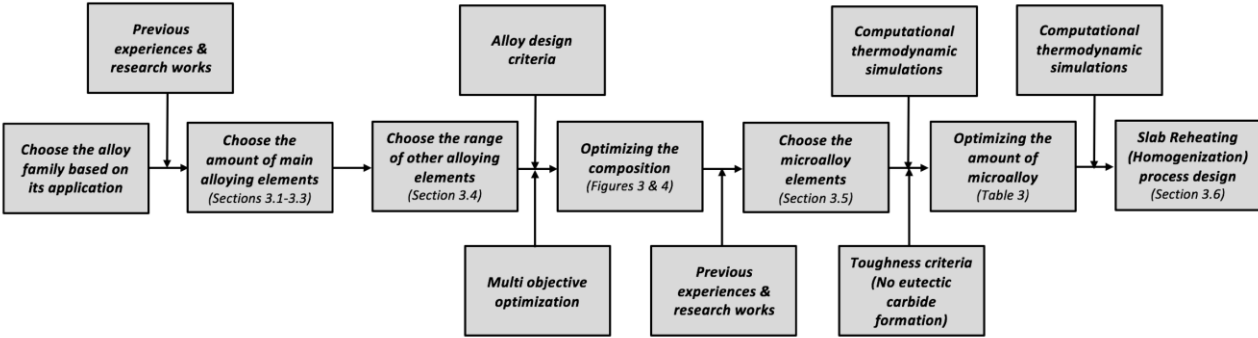 Previous
experiences &
research works
Alloy design
criteria
Computational
thermodynamic
simulations
Computational
thermodynamic
simulations
Choose the alloy
family based on
its application
Choose the
amount of main
alloying elements
(Sections 3.1-3.3)
Choose the range
of other alloying
elements
(Section 3.4)
Optimizing the
composition
(Figures 3 & 4)
Choose the
microalloy
elements
(Section 3.5)
Optimizing the
amount of
microalloy
(Table 3)
Slab Reheating
(Homogenization)
process design
(Section 3.6)
Multi objective
optimization
Previous
experiences &
research works
Toughness criteria
(No eutectic
carbide
formation)